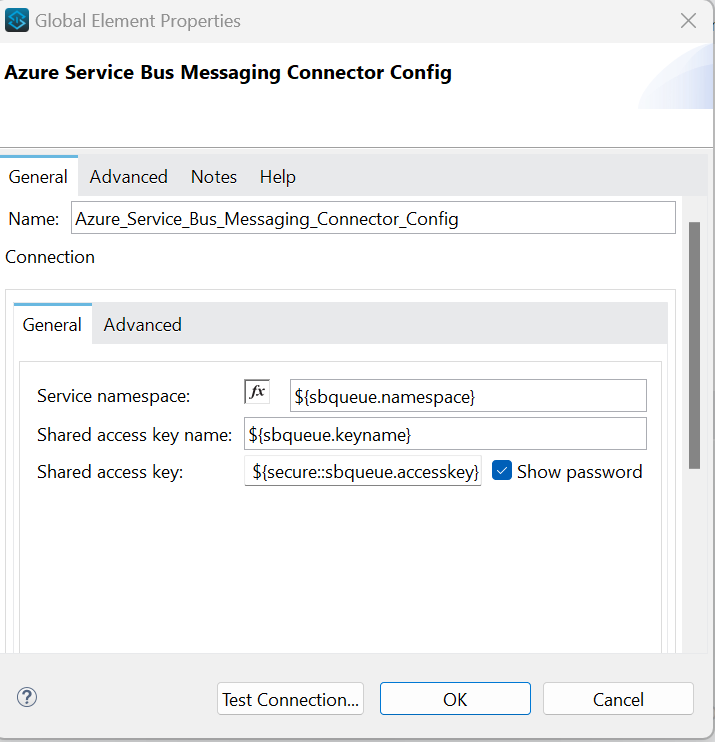 Global Element Properties
Azure Service Bus Messaging Connector Config
General Advanced Notes Help
Name: Azure_Service_Bus_Messaging_Connector_Config
Connection
General Advanced
Service namespace: fx ${sbqueue.namespace}
Shared access key name: ${sbqueue.keyname}
Shared access key: ${secure::sbqueue.accesskey} Show password
? Test Connection... OK Cancel